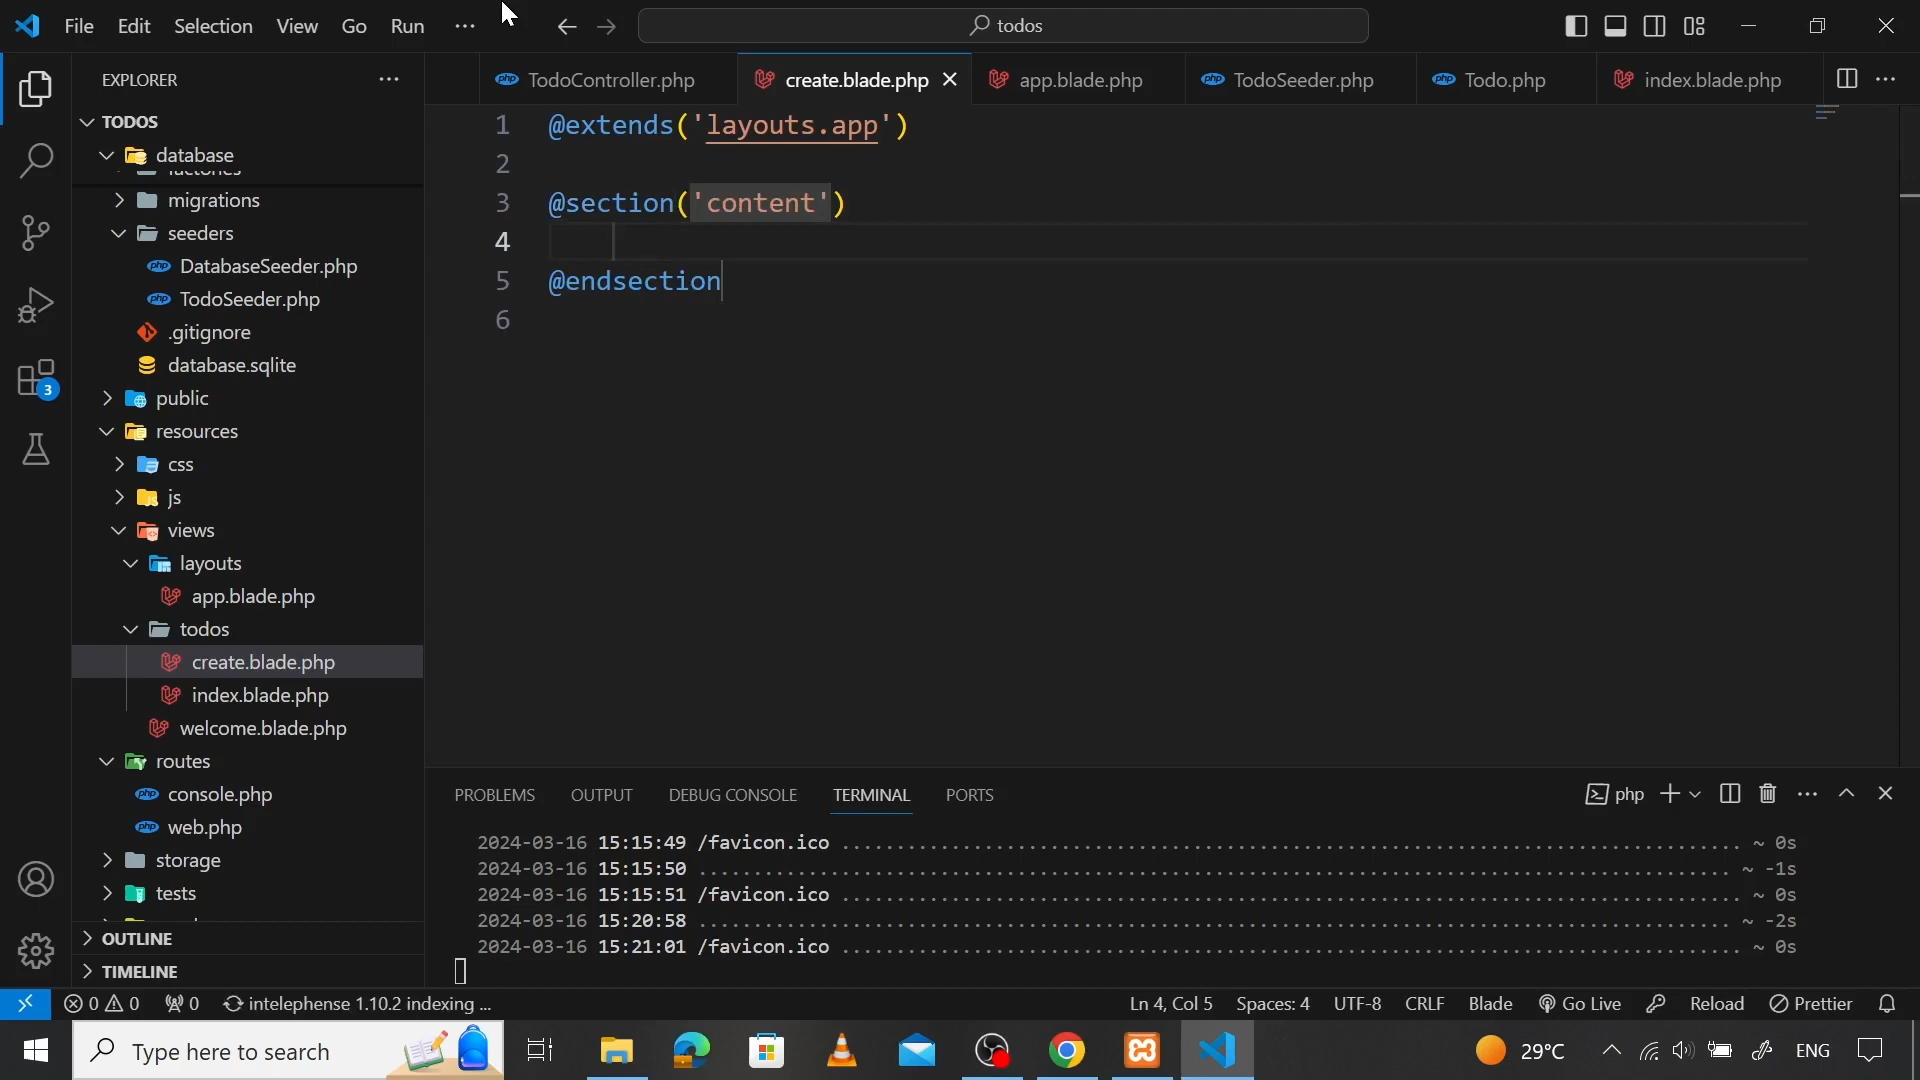 File Edit Selection View Go Run ··· todos
EXPLORER ···
TODOS
database
factories
migrations
seeders
DatabaseSeeder.php
TodoSeeder.php
.gitignore
database.sqlite
public
resources
css
js
views
layouts
app.blade.php
todos
create.blade.php
index.blade.php
welcome.blade.php
routes
console.php
web.php
storage
tests
OUTLINE
TIMELINE
TodoController.php create.blade.php app.blade.php TodoSeeder.php Todo.php index.blade.php
1 @extends('layouts.app')
2
3 @section('content')
4
5 @endsection
6
PROBLEMS OUTPUT DEBUG CONSOLE TERMINAL PORTS php
2024-03-16 15:15:49 /favicon.ico ........ ~ 0s
2024-03-16 15:15:50 ........ ~ -1s
2024-03-16 15:15:51 /favicon.ico ........ ~ 0s
2024-03-16 15:20:58 ........ ~ -2s
2024-03-16 15:21:01 /favicon.ico ........ ~ 0s
3
0 0 0 intelephense 1.10.2 indexing ... Ln 4, Col 5 Spaces: 4 UTF-8 CRLF Blade Go Live Reload Prettier
Type here to search 29°C ENG